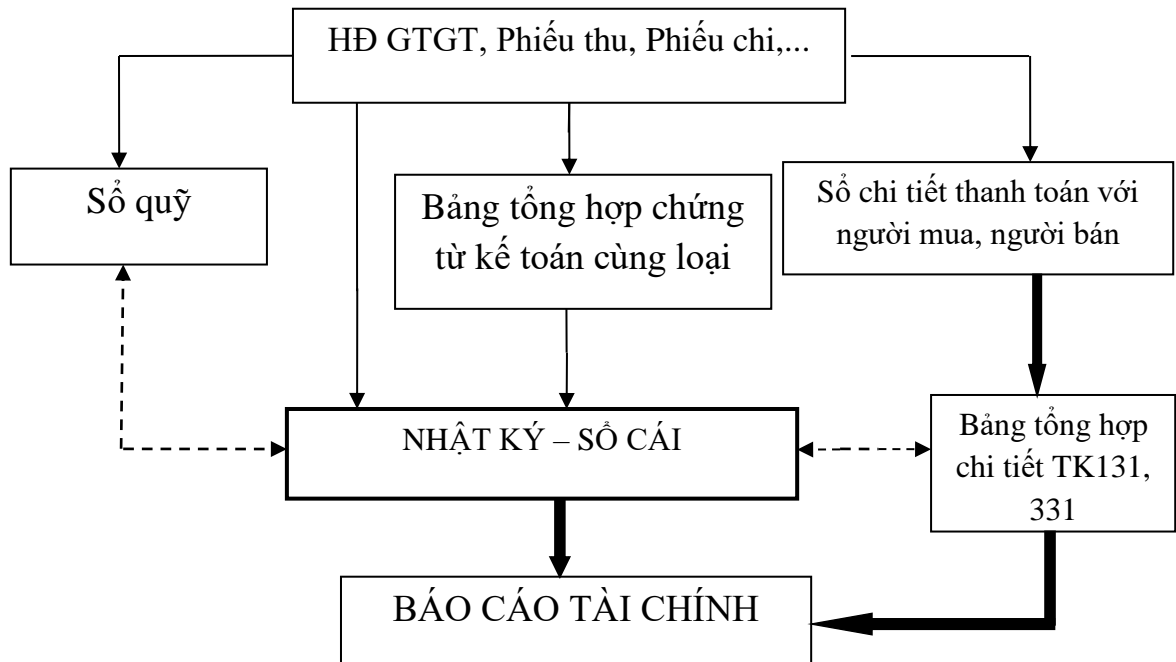 HĐ GTGT, Phiếu thu, Phiếu chi,...
Sổ quỹ
Bảng tổng hợp chứng
từ kế toán cùng loại
Sổ chi tiết thanh toán với
người mua, người bán
NHẬT KÝ – SỔ CÁI
Bảng tổng hợp
chi tiết TK131,
331
BÁO CÁO TÀI CHÍNH